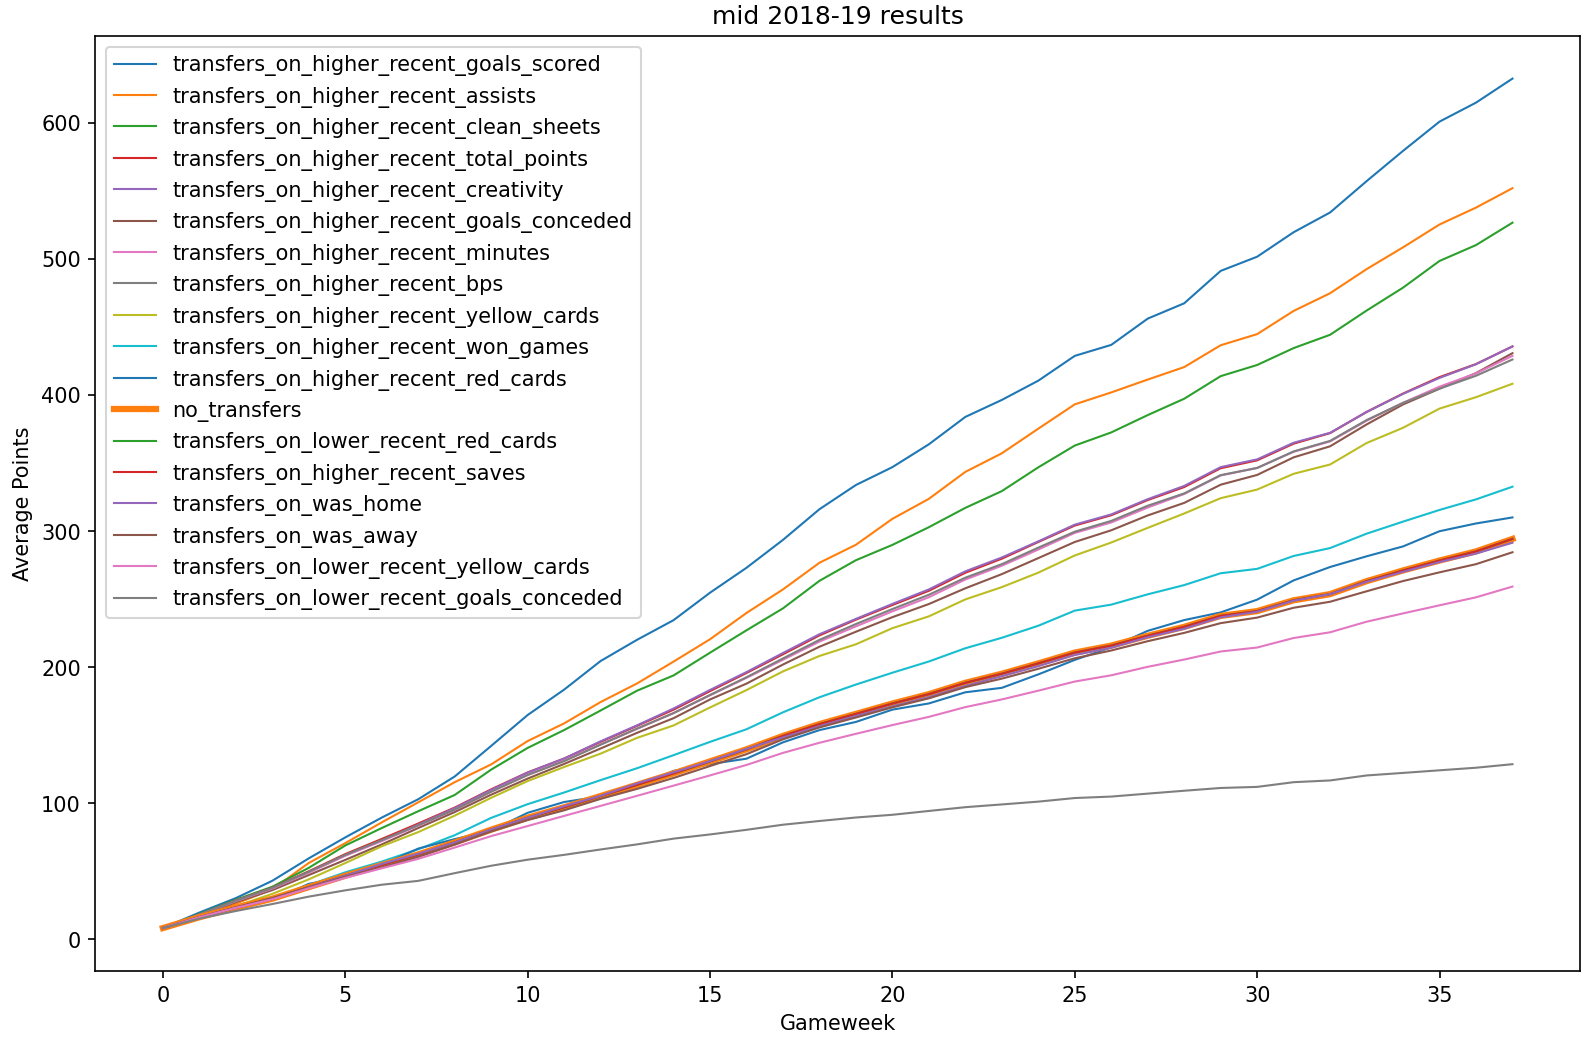 mid 2018-19 results
transfers_on_higher_recent_goals_scored
transfers_on_higher_recent_assists
transfers_on_higher_recent_clean_sheets
transfers_on_higher_recent_total_points
transfers_on_higher_recent_creativity
transfers_on_higher_recent_goals_conceded
transfers_on_higher_recent_minutes
transfers_on_higher_recent_bps
transfers_on_higher_recent_yellow_cards
transfers_on_higher_recent_won_games
transfers_on_higher_recent_red_cards
no_transfers
transfers_on_lower_recent_red_cards
transfers_on_higher_recent_saves
transfers_on_was_home
transfers_on_was_away
transfers_on_lower_recent_yellow_cards
transfers_on_lower_recent_goals_conceded
Average Points
600
500
400
300
200
100
0
0 5 10 15 20 25 30 35
Gameweek